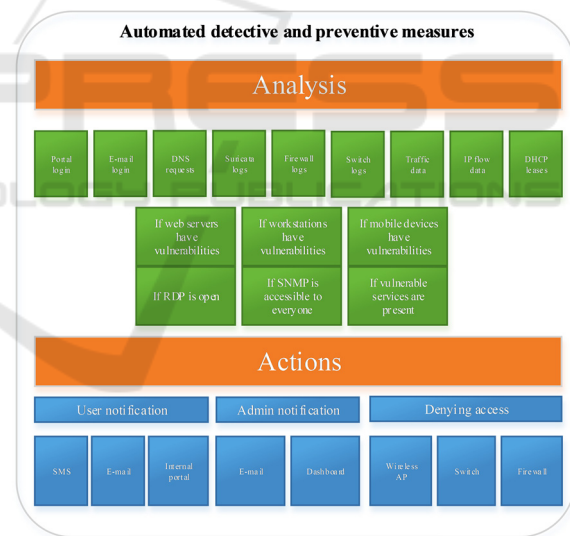 Automated detective and preventive measures
Analysis
Portal
login
E-mail
login
DNS
requests
Suricata
logs
Firewall
logs
Switch
logs
Traffic
data
IP flow
data
DHCP
leases
If web servers
have
vulnerabilities
If workstations
have
vulnerabilities
If mobile devices
have
vulnerabilities
If RDP is open
If SNMP is
accessible to
everyone
If vulnerable
services are
present
Actions
User notification
Admin notification
Denying access
SMS
E-mail
Internal
portal
E-mail
Dashboard
Wireless
AP
Switch
Firewall
PRESS
OLOGY PUBLICATIONS